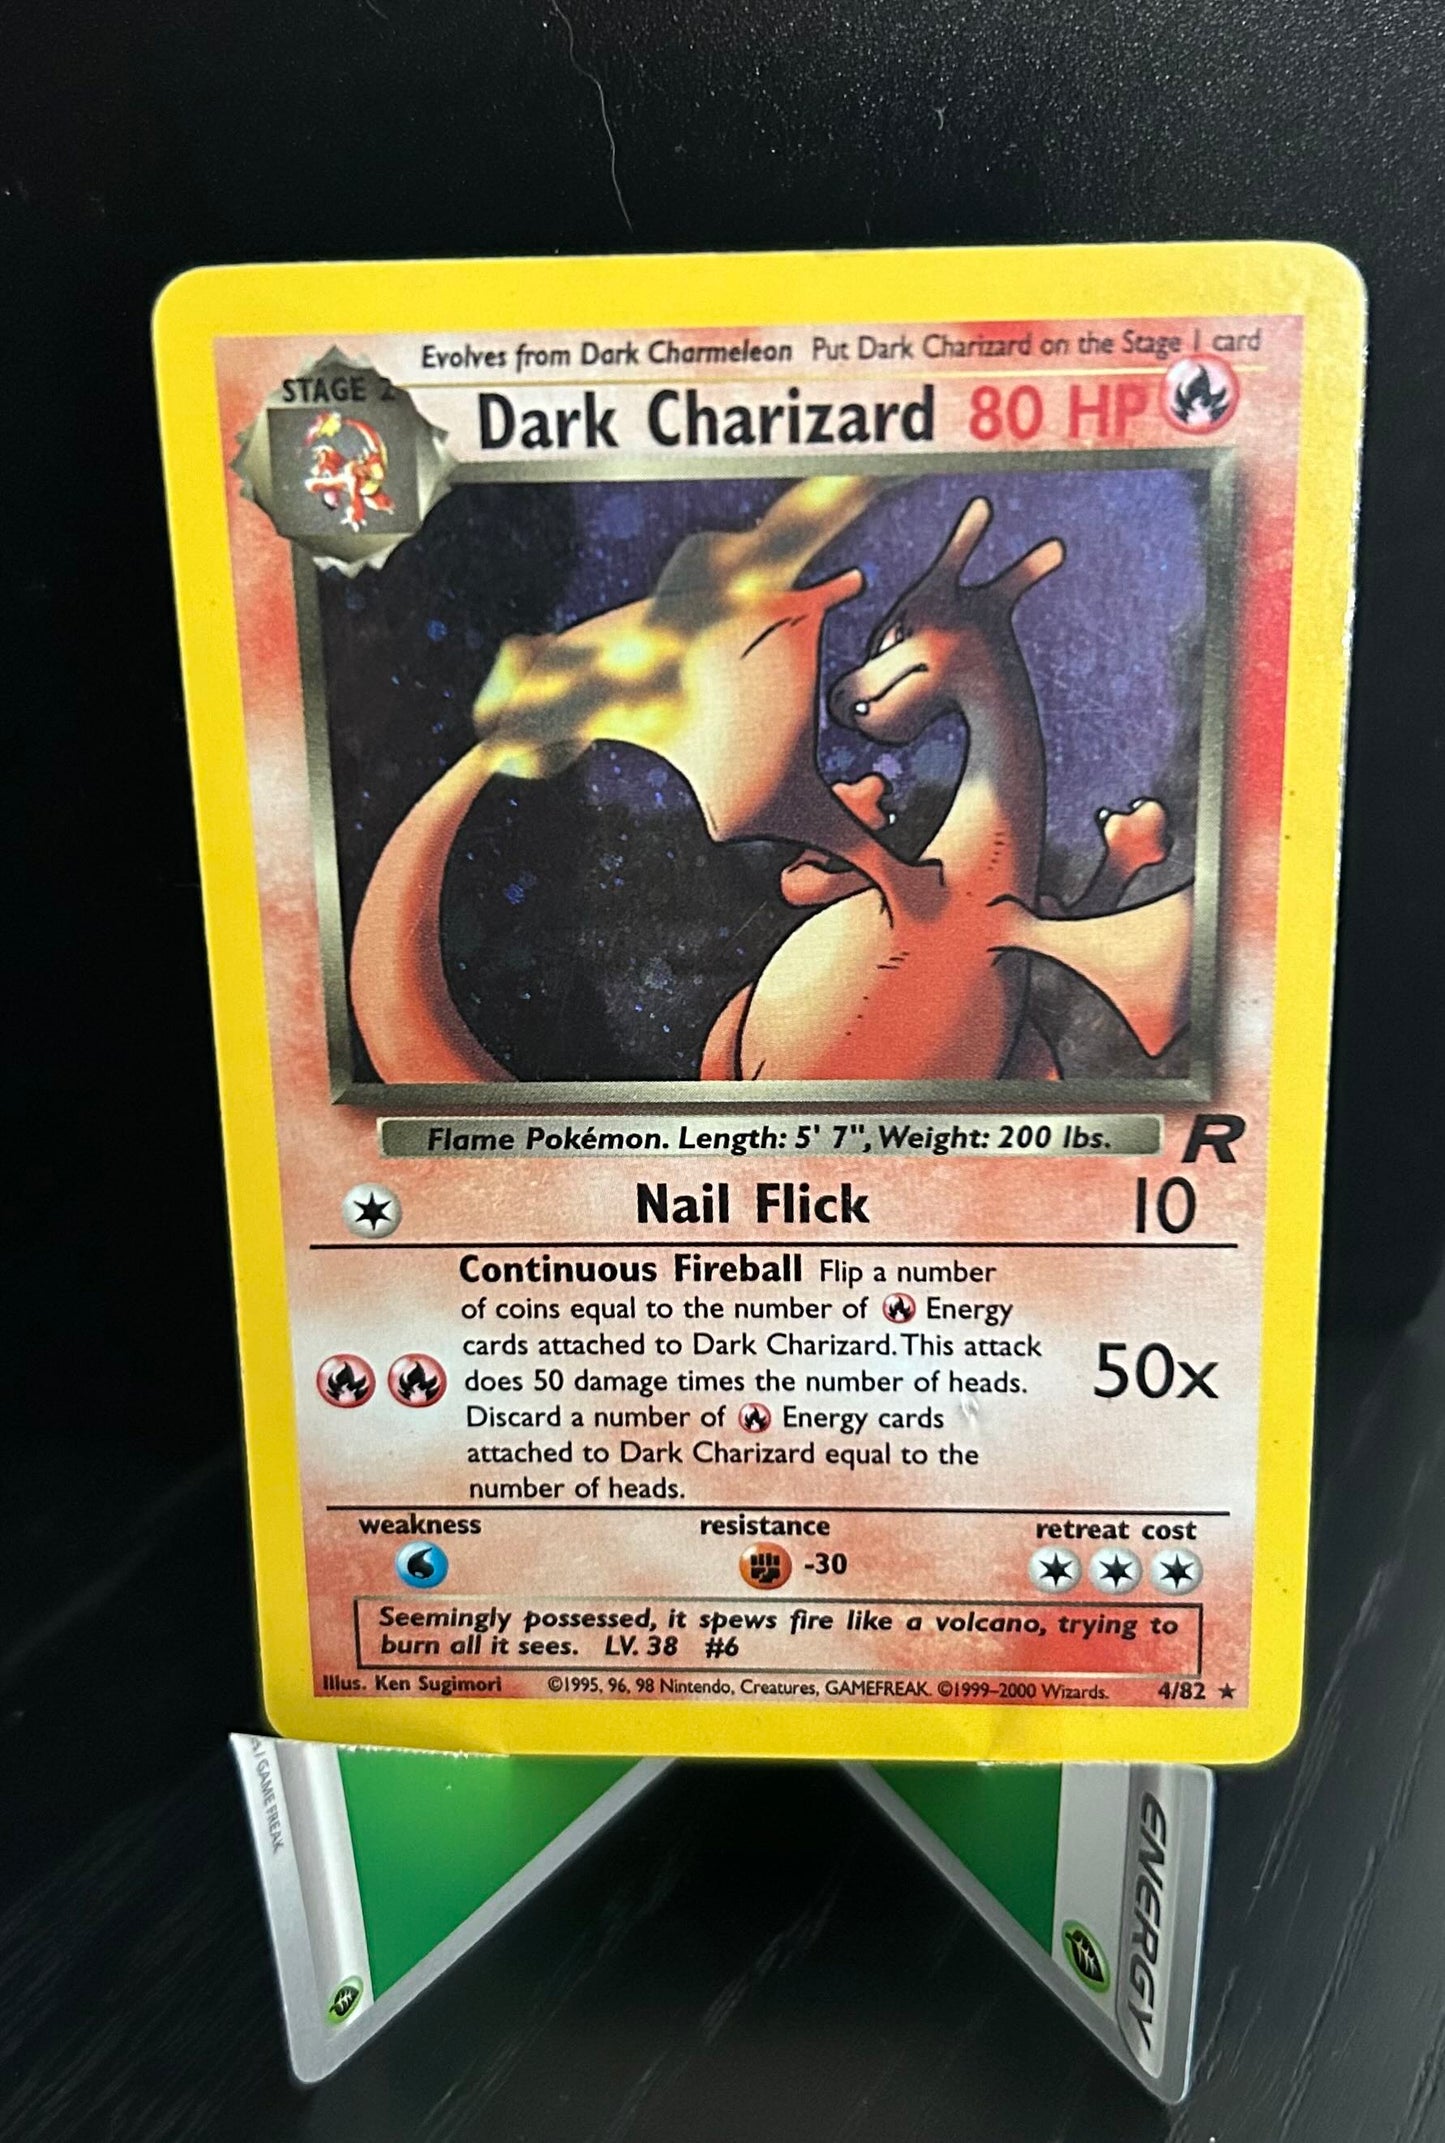 Evolves from Dark Charmeleon Put Dark Charizard on the Stage 1 card
STAGE 2
Dark Charizard 80 HP
Flame Pokémon. Length: 5' 7", Weight: 200 lbs.
R
Nail Flick 10
Continuous Fireball Flip a number
of coins equal to the number of Energy
cards attached to Dark Charizard. This attack
does 50 damage times the number of heads.
Discard a number of Energy cards
attached to Dark Charizard equal to the
number of heads.
50x
weakness resistance retreat cost
-30
Seemingly possessed, it spews fire like a volcano, trying to
burn all it sees. LV. 38 #6
Illus. Ken Sugimori ©1995, 96, 98 Nintendo, Creatures, GAMEFREAK. ©1999–2000 Wizards. 4/82 ★
/ GAME FREAK
ENERGY